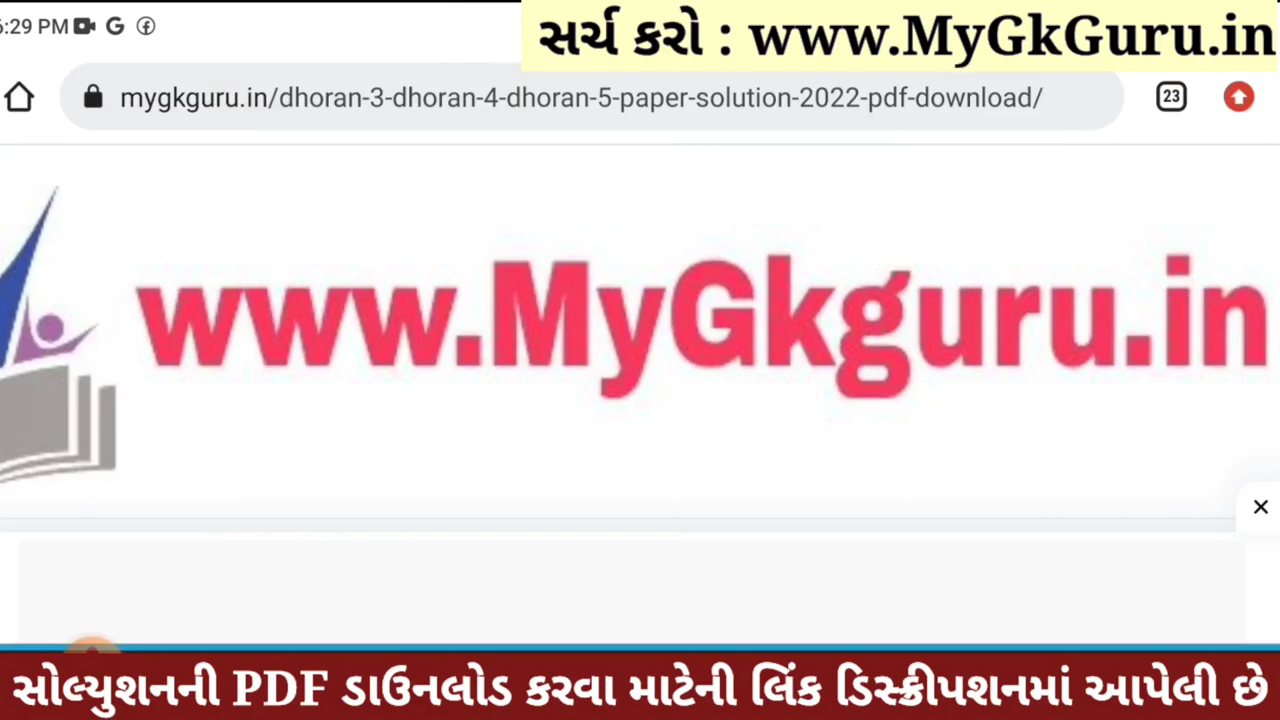 6:29 PM
સર્ચ કરો : www.MyGkGuru.in
mygkguru.in/dhoran-3-dhoran-4-dhoran-5-paper-solution-2022-pdf-download/
23
www.MyGkguru.in
સોલ્યુશનની PDF ડાઉનલોડ કરવા માટેની લિંક ડિસ્ક્રીપશનમાં આપેલી છે